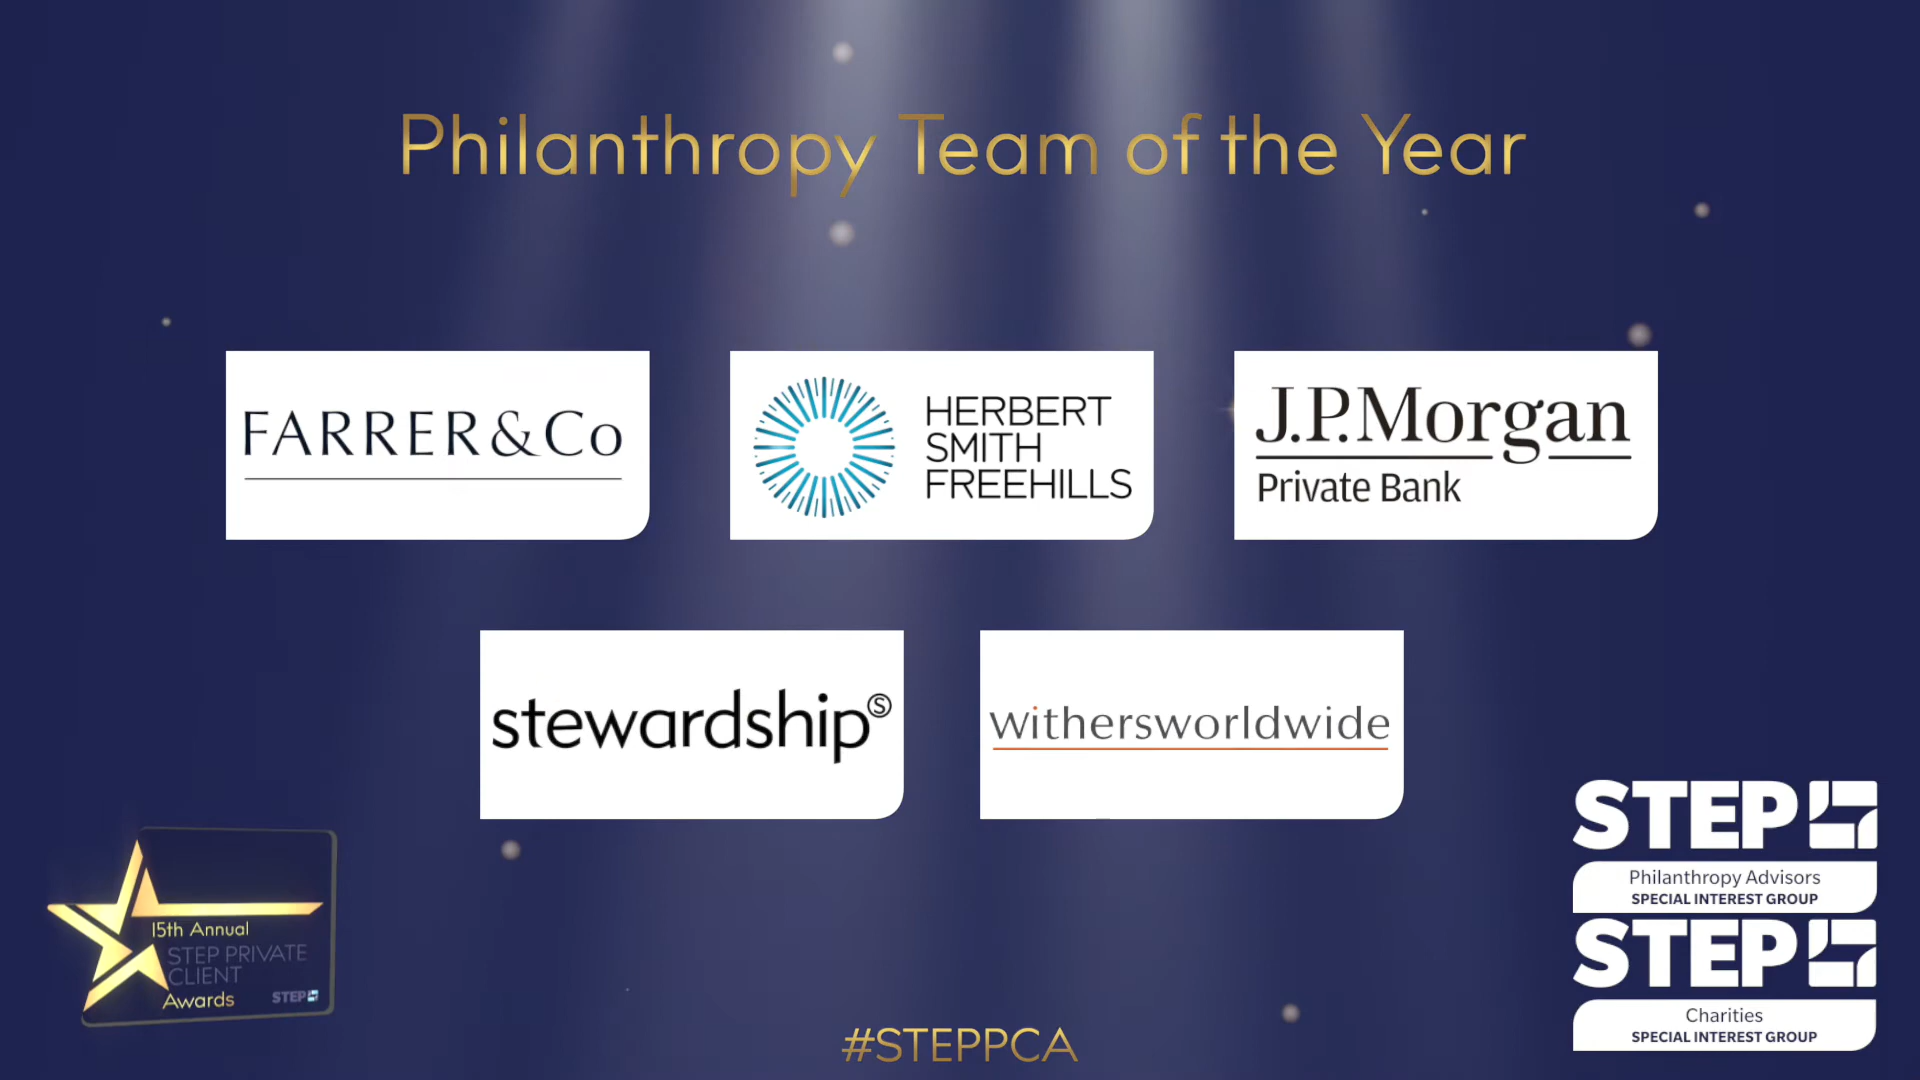 Philanthropy Team of the Year
FARRER&Co
HERBERT
SMITH
FREEHILLS
J.P.Morgan
Private Bank
stewardshipⓈ
withersworldwide
15th Annual
STEP PRIVATE
CLIENT
Awards
STEP
#STEPPCA
STEP
Philanthropy Advisors
SPECIAL INTEREST GROUP
STEP
Charities
SPECIAL INTEREST GROUP